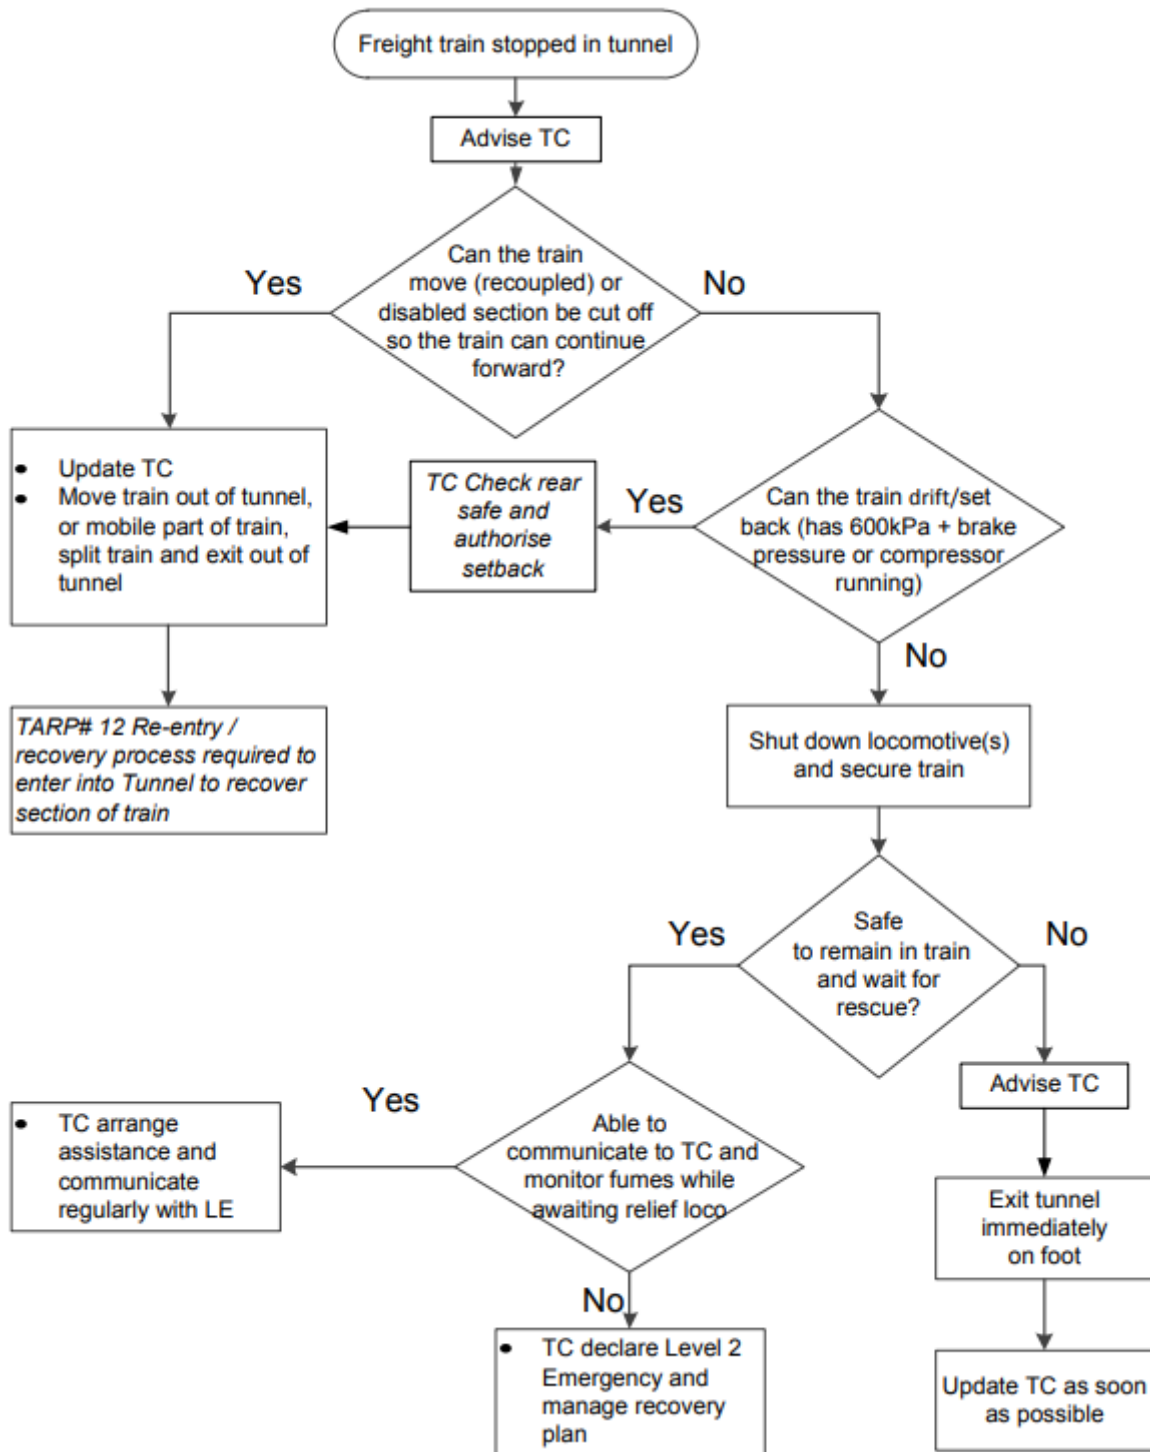 Freight train stopped in tunnel
Advise TC
Can the train
move (recoupled) or
disabled section be cut off
so the train can continue
forward?
Yes
No
● Update TC
● Move train out of tunnel,
or mobile part of train,
split train and exit out of
tunnel
TC Check rear
safe and
authorise
setback
Yes
Can the train drift/set
back (has 600kPa + brake
pressure or compressor
running)
No
TARP# 12 Re-entry /
recovery process required to
enter into Tunnel to recover
section of train
Shut down locomotive(s)
and secure train
Yes
Safe
to remain in train
and wait for
rescue?
No
Advise TC
Yes
● TC arrange
assistance and
communicate
regularly with LE
Able to
communicate to TC and
monitor fumes while
awaiting relief loco
Exit tunnel
immediately
on foot
No
● TC declare Level 2
Emergency and
manage recovery
plan
Update TC as soon
as possible